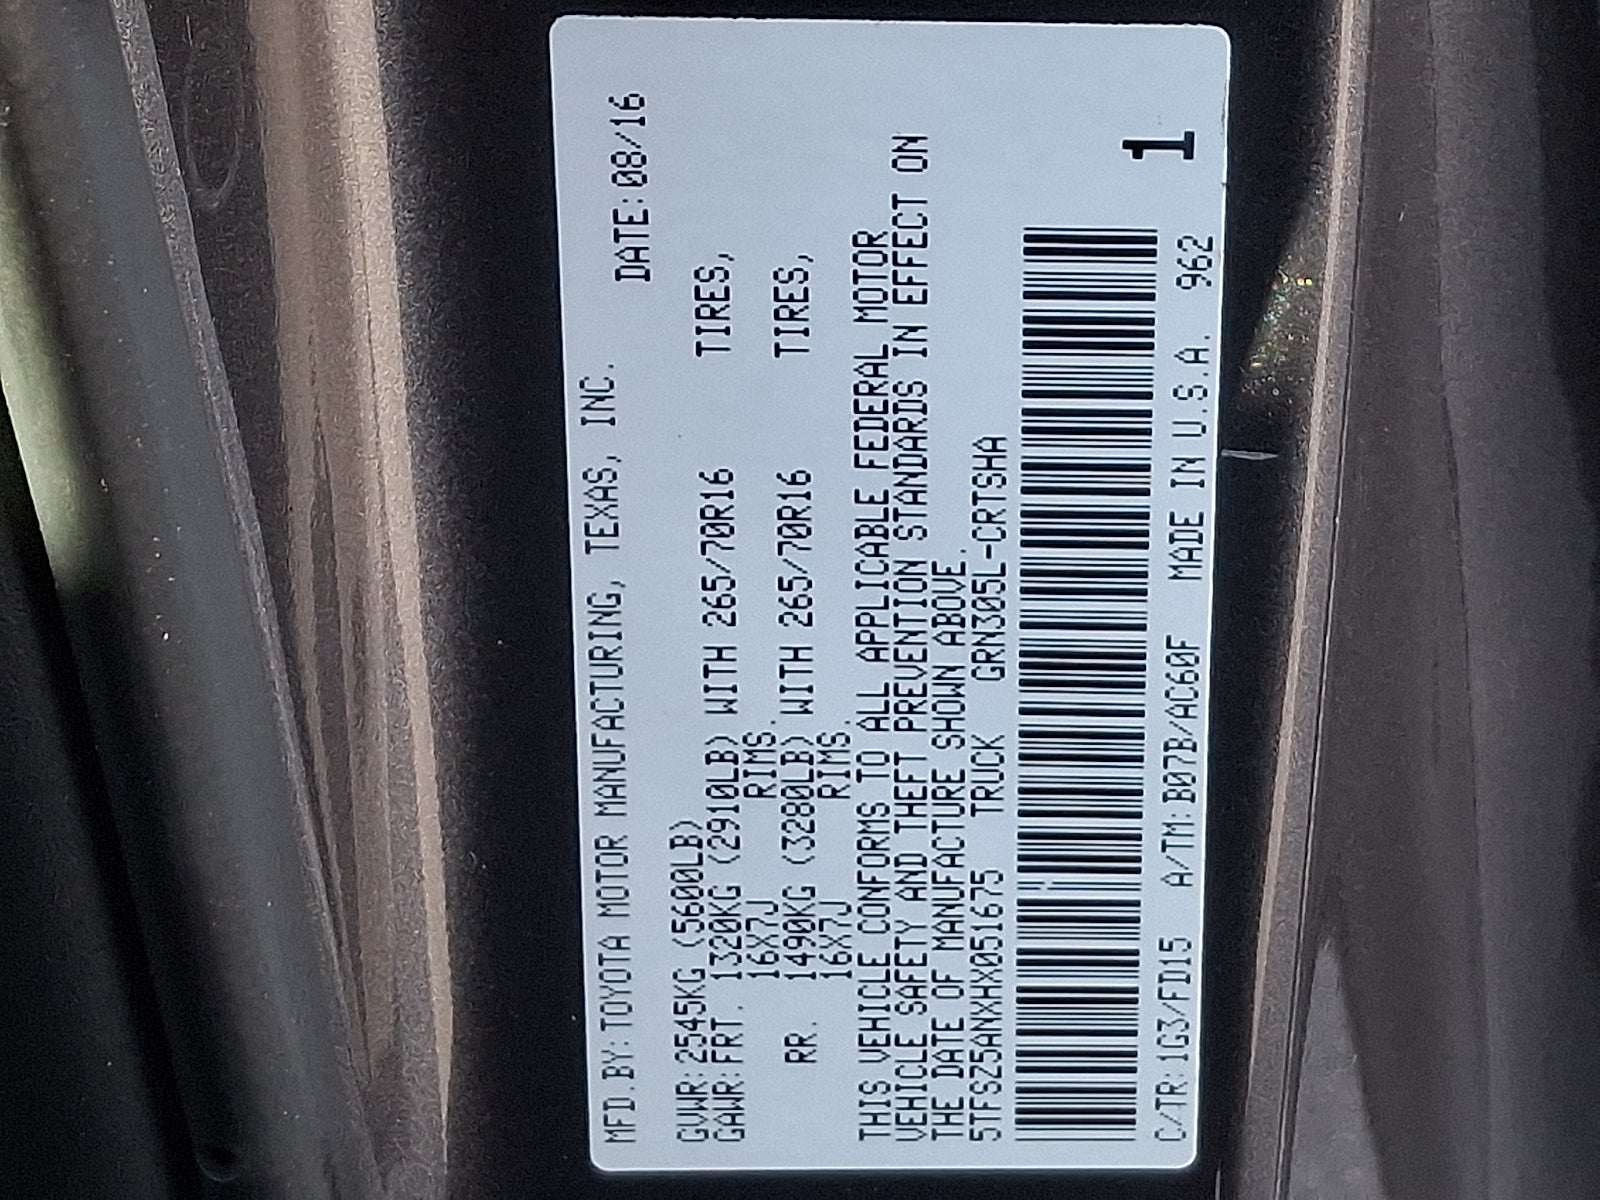 MFD.BY:TOYOTA MOTOR MANUFACTURING, TEXAS, INC.
DATE:08/16
GVWR:2545KG(5600LB)
GAWR:FRT. 1320KG (2910LB) WITH 265/70R16 TIRES,
16X7J RIMS.
RR. 1490KG (3280LB) WITH 265/70R16 TIRES,
16X7J RIMS.
THIS VEHICLE CONFORMS TO ALL APPLICABLE FEDERAL MOTOR
VEHICLE SAFETY AND THEFT PREVENTION STANDARDS IN EFFECT ON
THE DATE OF MANUFACTURE SHOWN ABOVE.
5TFSZ5ANXHX051675 TRUCK GRN305L-CRTSHA
1
C/TR:1G3/FD15 A/TM:B07B/AC60F MADE IN U.S.A. 962